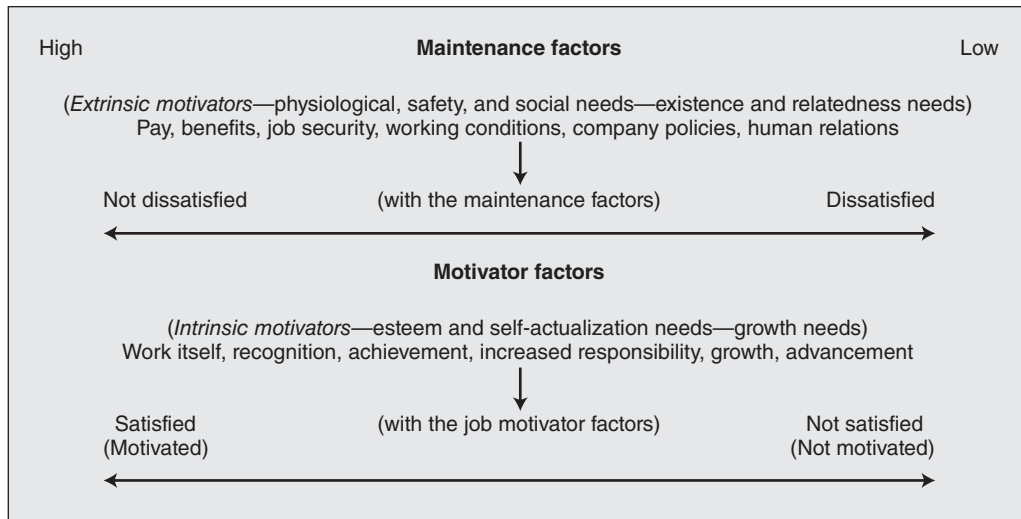 High Maintenance factors Low
(Extrinsic motivators—physiological, safety, and social needs—existence and relatedness needs)
Pay, benefits, job security, working conditions, company policies, human relations
Not dissatisfied (with the maintenance factors) Dissatisfied
Motivator factors
(Intrinsic motivators—esteem and self-actualization needs—growth needs)
Work itself, recognition, achievement, increased responsibility, growth, advancement
Satisfied (with the job motivator factors) Not satisfied
(Motivated) (Not motivated)